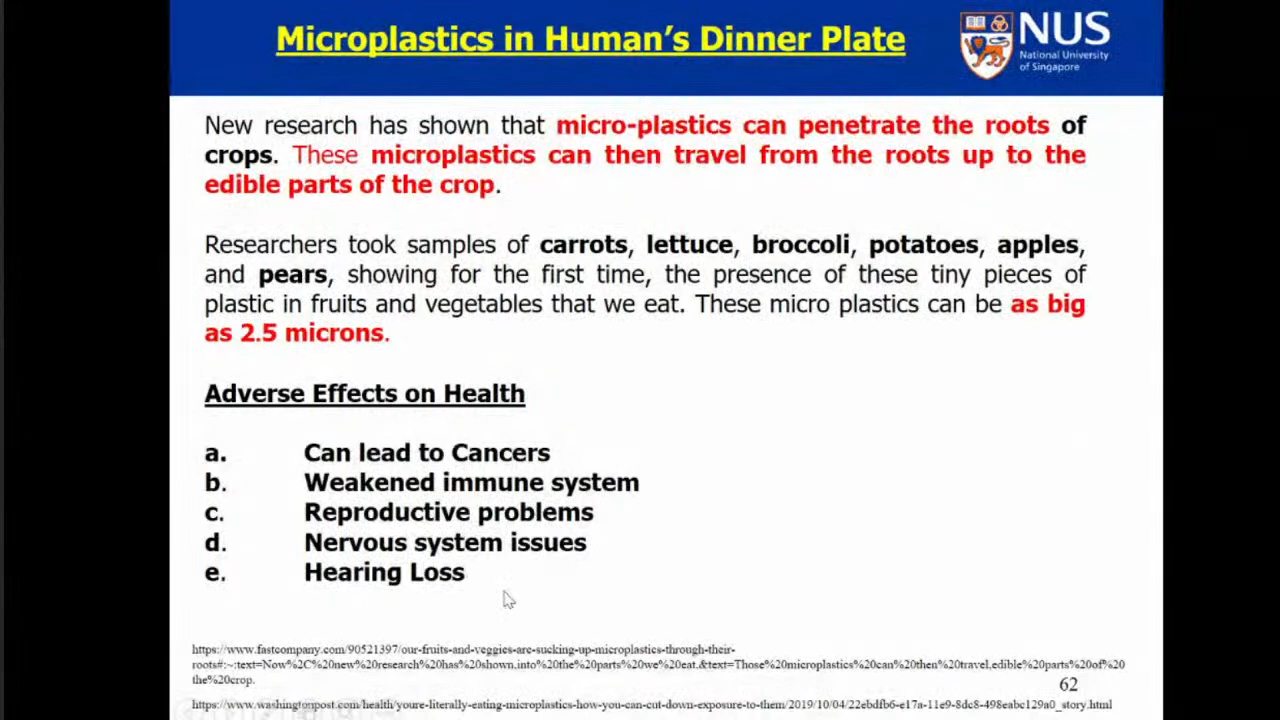 Microplastics in Human's Dinner Plate
NUS
National University
of Singapore
New research has shown that micro-plastics can penetrate the roots of
crops. These microplastics can then travel from the roots up to the
edible parts of the crop.
Researchers took samples of carrots, lettuce, broccoli, potatoes, apples,
and pears, showing for the first time, the presence of these tiny pieces of
plastic in fruits and vegetables that we eat. These micro plastics can be as big
as 2.5 microns.
Adverse Effects on Health
a. Can lead to Cancers
b. Weakened immune system
c. Reproductive problems
d. Nervous system issues
e. Hearing Loss
https://www.fastcompany.com/90521397/our-fruits-and-veggies-are-sucking-up-microplastics-through-their-
roots#:~:text=Now%2C%20new%20research%20has%20shown,into%20the%20parts%20we%20eat.&text=Those%20microplastics%20can%20then%20travel,edible%20parts%20of%20
the%20crop.
62
https://www.washingtonpost.com/health/youre-literally-eating-microplastics-how-you-can-cut-down-exposure-to-them/2019/10/04/22ebdfb6-e17a-11e9-8dc8-498eabc129a0_story.html